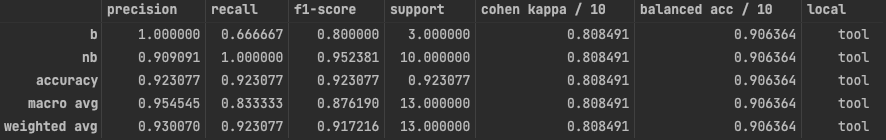 precision recall f1-score support cohen kappa / 10 balanced acc / 10 local
b 1.000000 0.666667 0.800000 3.000000 0.808491 0.906364 tool
nb 0.909091 1.000000 0.952381 10.000000 0.808491 0.906364 tool
accuracy 0.923077 0.923077 0.923077 0.923077 0.808491 0.906364 tool
macro avg 0.954545 0.833333 0.876190 13.000000 0.808491 0.906364 tool
weighted avg 0.930070 0.923077 0.917216 13.000000 0.808491 0.906364 tool